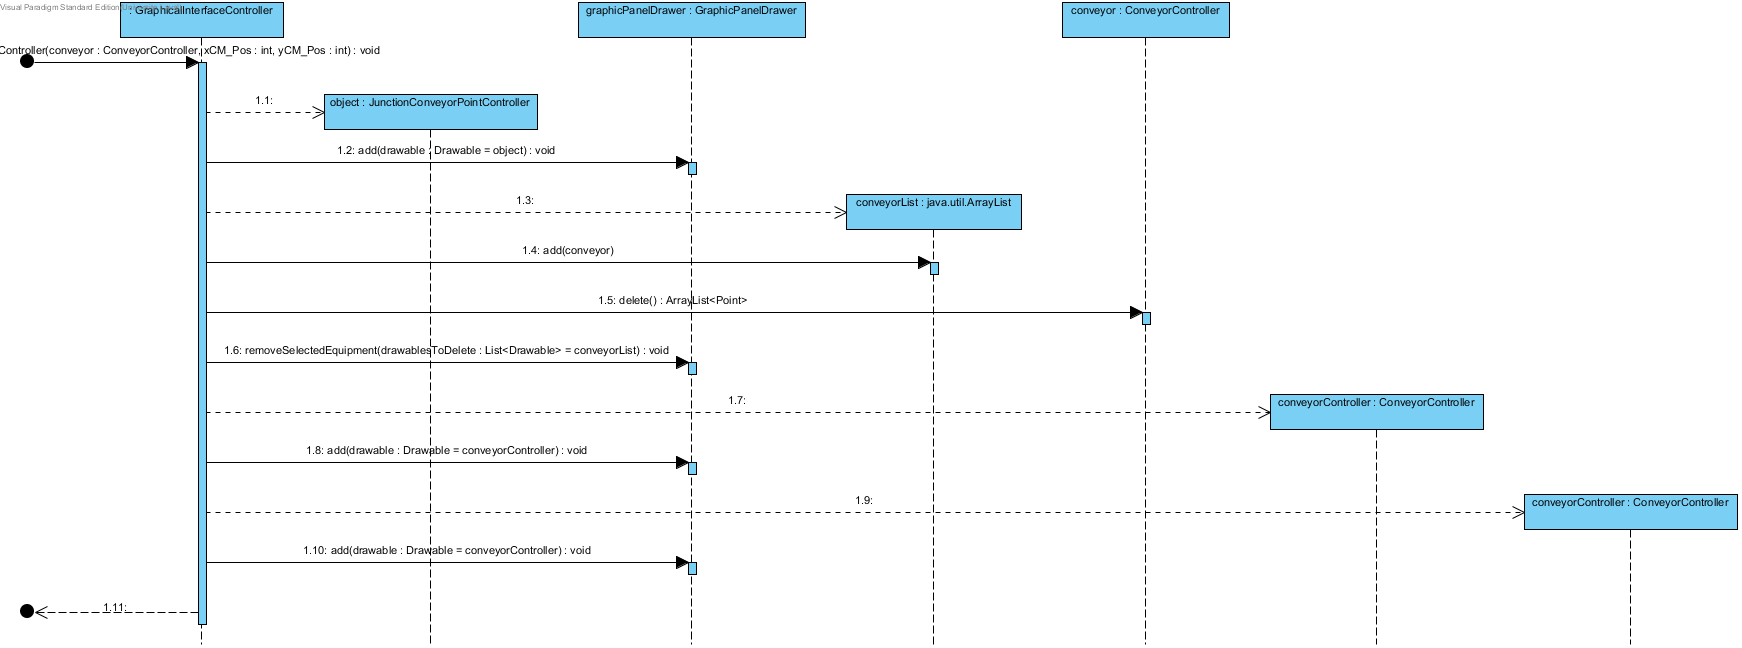 Visual Paradigm Standard Edition
: GraphicalInterfaceController
graphicPanelDrawer : GraphicPanelDrawer
conveyor : ConveyorController
Controller(conveyor : ConveyorController, xCM_Pos : int, yCM_Pos : int) : void
1.1:
object : JunctionConveyorPointController
1.2: add(drawable : Drawable = object) : void
1.3:
conveyorList : java.util.ArrayList
1.4: add(conveyor)
1.5: delete() : ArrayList<Point>
1.6: removeSelectedEquipment(drawablesToDelete : List<Drawable> = conveyorList) : void
1.7:
conveyorController : ConveyorController
1.8: add(drawable : Drawable = conveyorController) : void
1.9:
conveyorController : ConveyorController
1.10: add(drawable : Drawable = conveyorController) : void
1.11: